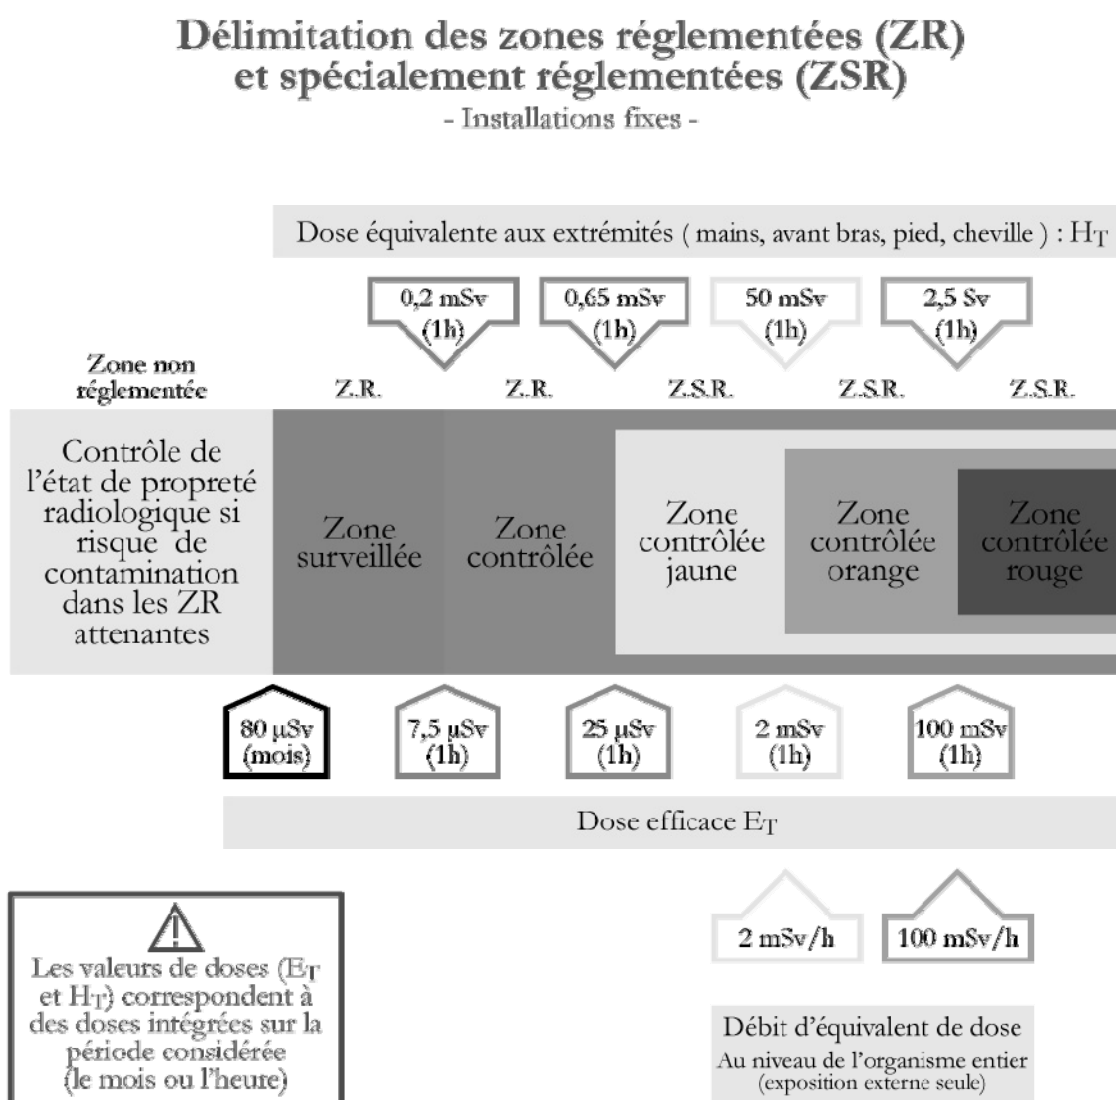 Délimitation des zones réglementées (ZR)
et spécialement réglementées (ZSR)
- Installations fixes -
Dose équivalente aux extrémités ( mains, avant bras, pied, cheville ) : HT
0,2 mSv
(1h)
0,65 mSv
(1h)
50 mSv
(1h)
2,5 Sv
(1h)
Zone non
réglementée
Z.R.
Z.R.
Z.S.R.
Z.S.R.
Z.S.R.
Contrôle de
l'état de propreté
radiologique si
risque de
contamination
dans les ZR
attenantes
Zone
surveillée
Zone
contrôlée
Zone
contrôlée
jaune
Zone
contrôlée
orange
Zone
contrôlée
rouge
80 µSv
(mois)
7,5 µSv
(1h)
25 µSv
(1h)
2 mSv
(1h)
100 mSv
(1h)
Dose efficace ET
2 mSv/h
100 mSv/h
Débit d'équivalent de dose
Au niveau de l'organisme entier
(exposition externe seule)
Les valeurs de doses (ET
et HT) correspondent à
des doses intégrées sur la
période considérée
(le mois ou l'heure)